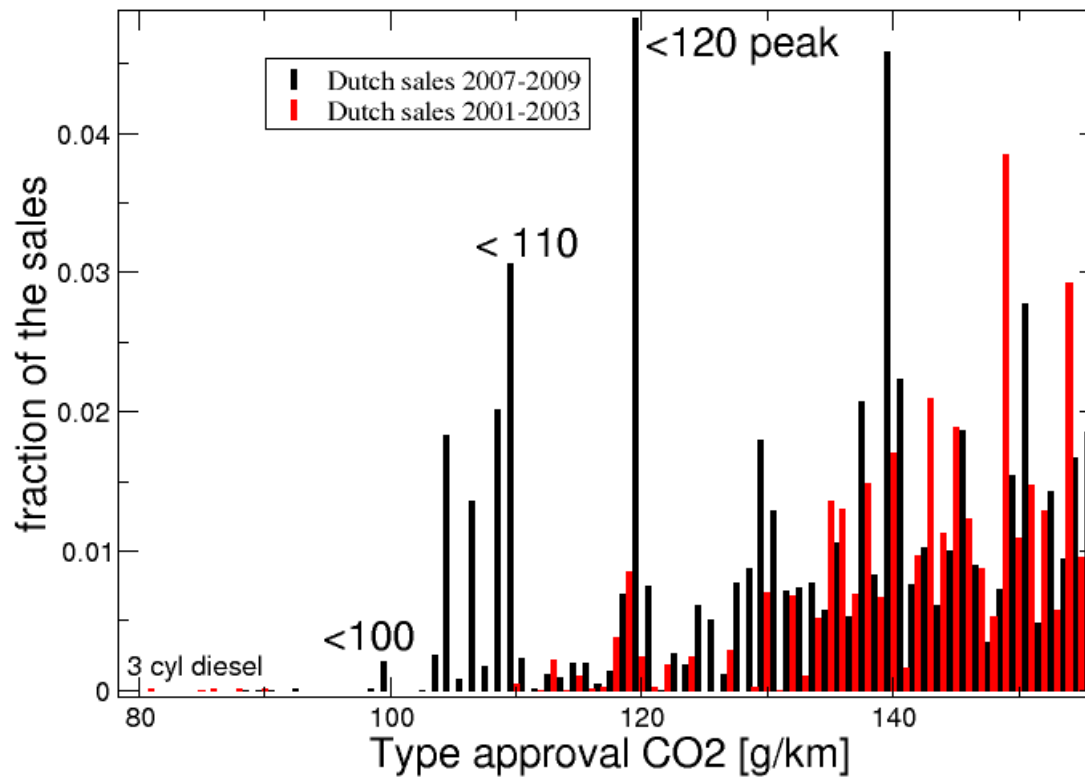 <120 peak
Dutch sales 2007-2009
Dutch sales 2001-2003
0.04
< 110
0.03
0.02
0.01
<100
3 cyl diesel
0
80 100 120 140
fraction of the sales
Type approval CO2 [g/km]